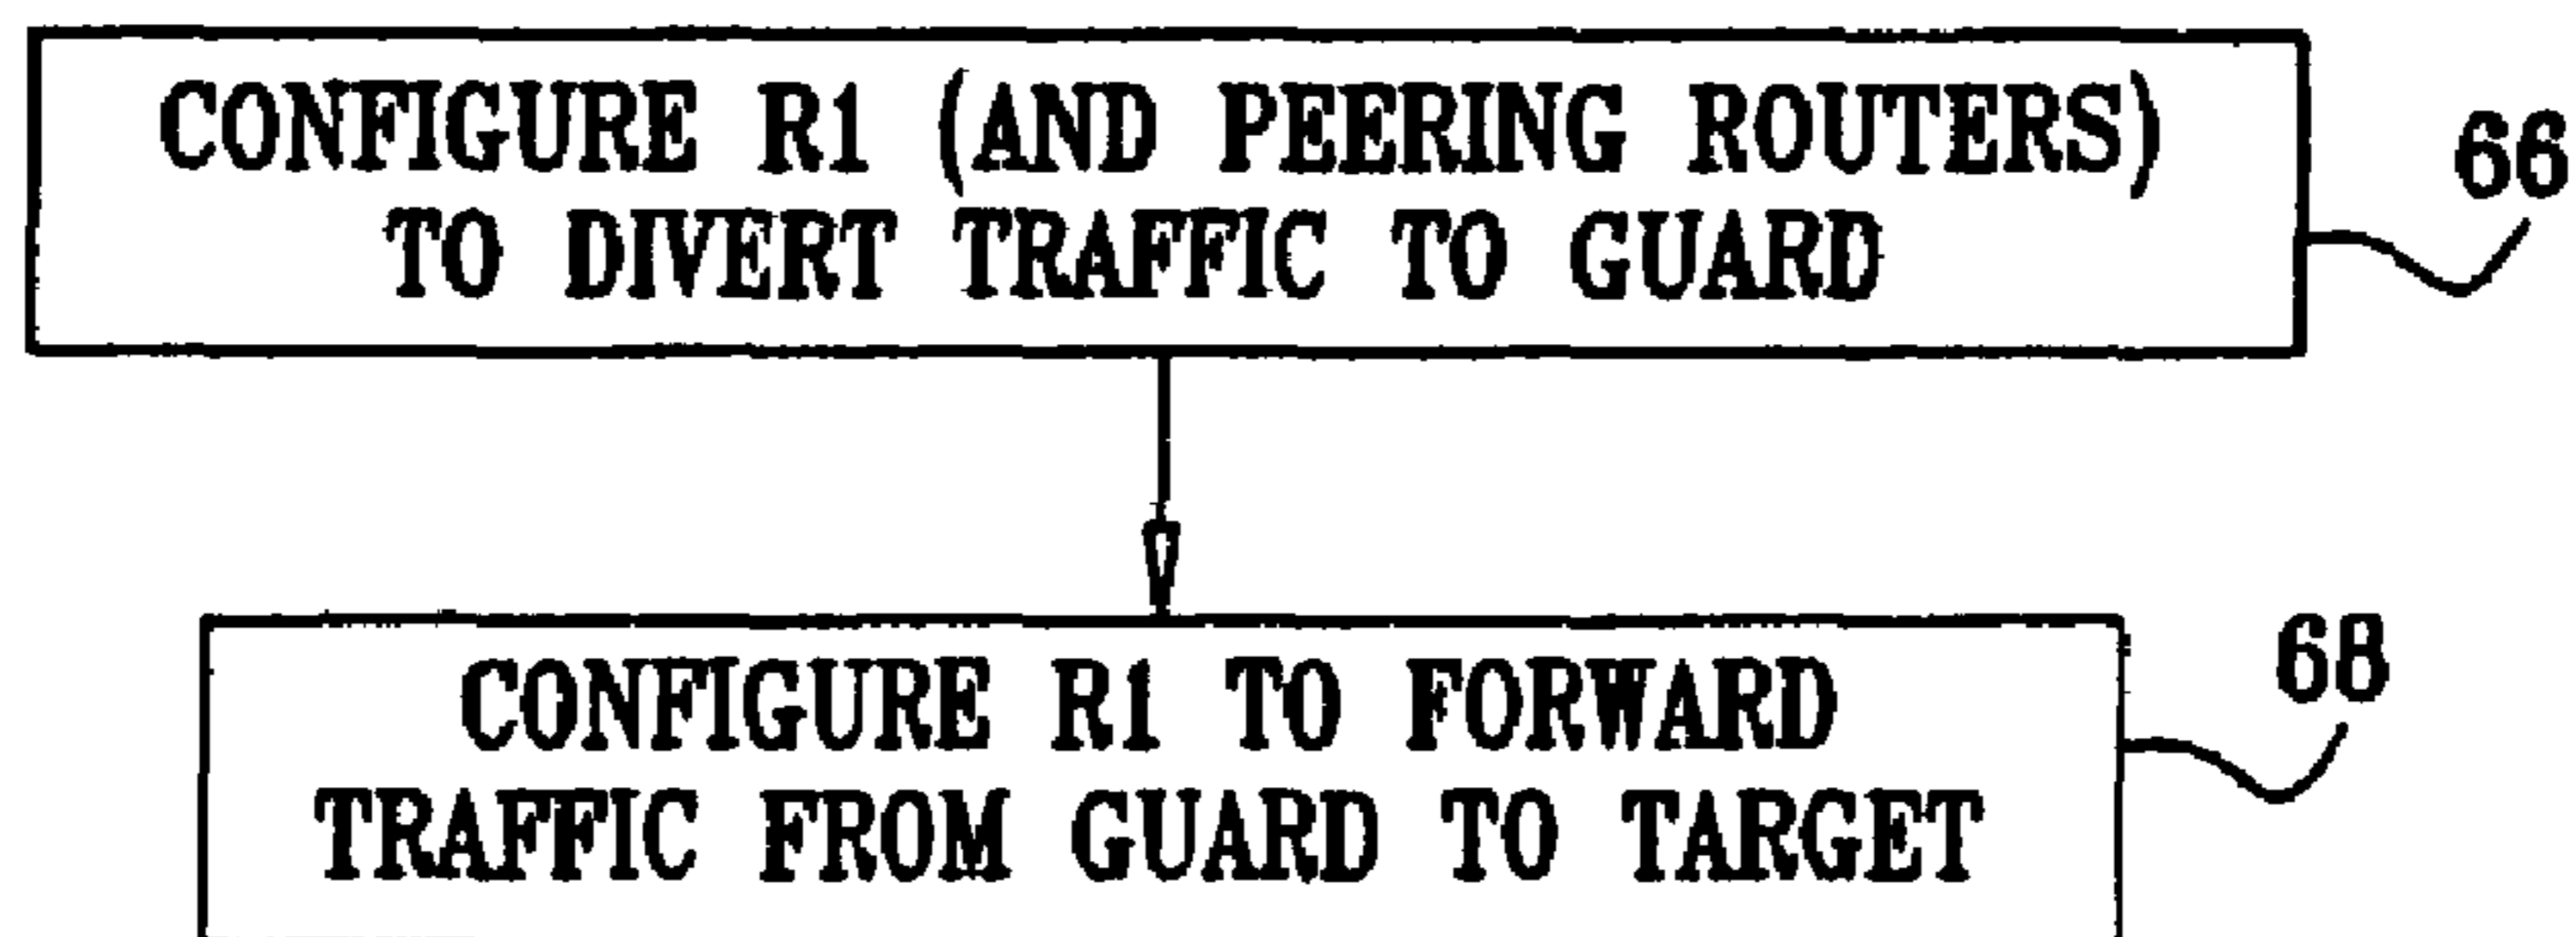 CONFIGURE R1 (AND PEERING ROUTERS)
TO DIVERT TRAFFIC TO GUARD
66
CONFIGURE R1 TO FORWARD
TRAFFIC FROM GUARD TO TARGET
68